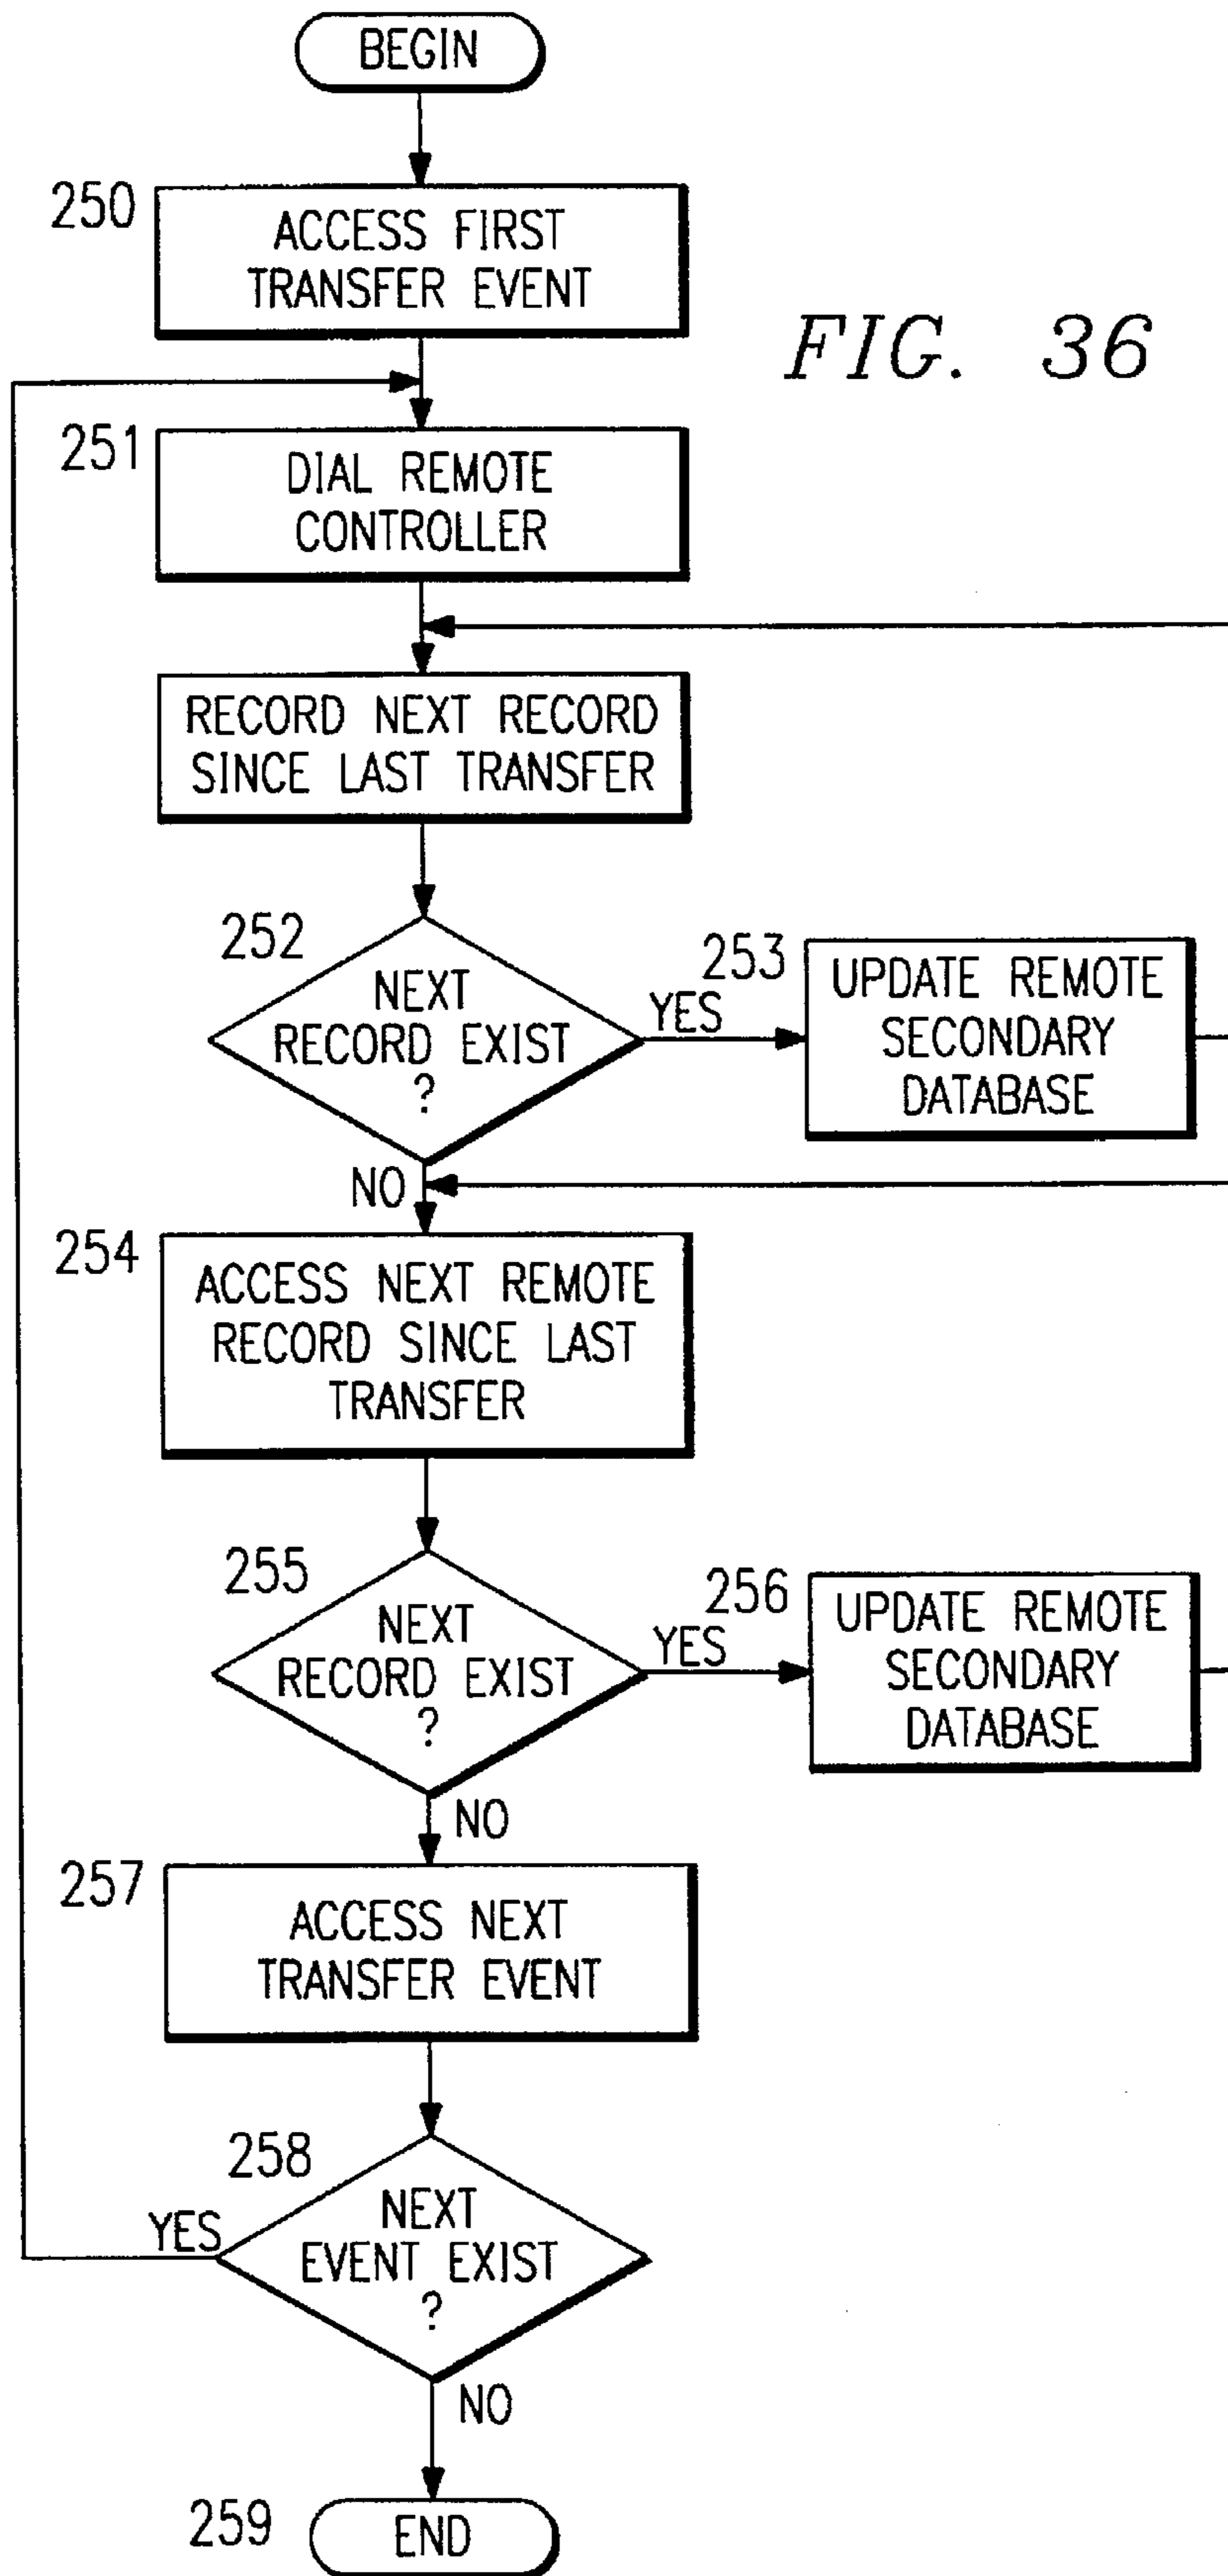 BEGIN
250
ACCESS FIRST
TRANSFER EVENT
FIG. 36
251
DIAL REMOTE
CONTROLLER
RECORD NEXT RECORD
SINCE LAST TRANSFER
252
NEXT
RECORD EXIST
?
YES
253
UPDATE REMOTE
SECONDARY
DATABASE
NO
254
ACCESS NEXT REMOTE
RECORD SINCE LAST
TRANSFER
255
NEXT
RECORD EXIST
?
YES
256
UPDATE REMOTE
SECONDARY
DATABASE
NO
257
ACCESS NEXT
TRANSFER EVENT
258
YES
NEXT
EVENT EXIST
?
NO
259
END